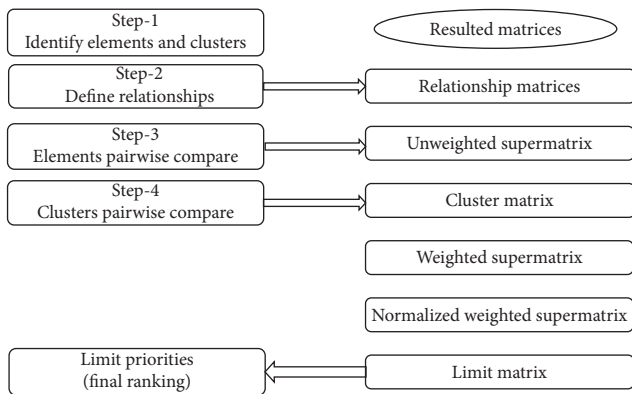 Step-1
Identify elements and clusters
Resulted matrices
Step-2
Define relationships
Relationship matrices
Step-3
Elements pairwise compare
Unweighted supermatrix
Step-4
Clusters pairwise compare
Cluster matrix
Weighted supermatrix
Normalized weighted supermatrix
Limit priorities
(final ranking)
Limit matrix